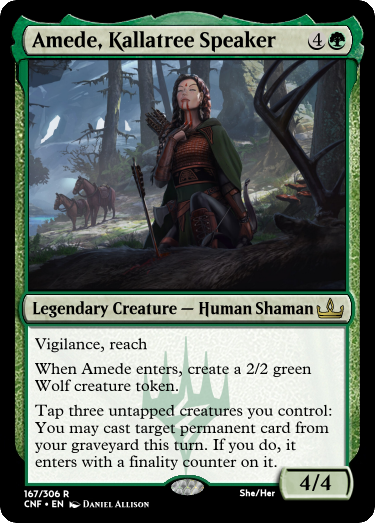 Amede, Kallatree Speaker 4
Legendary Creature — Human Shaman
Vigilance, reach
When Amede enters, create a 2/2 green
Wolf creature token.
Tap three untapped creatures you control:
You may cast target permanent card from
your graveyard this turn. If you do, it
enters with a finality counter on it.
4/4
167/306 R She/Her
CNF • EN Daniel Allison